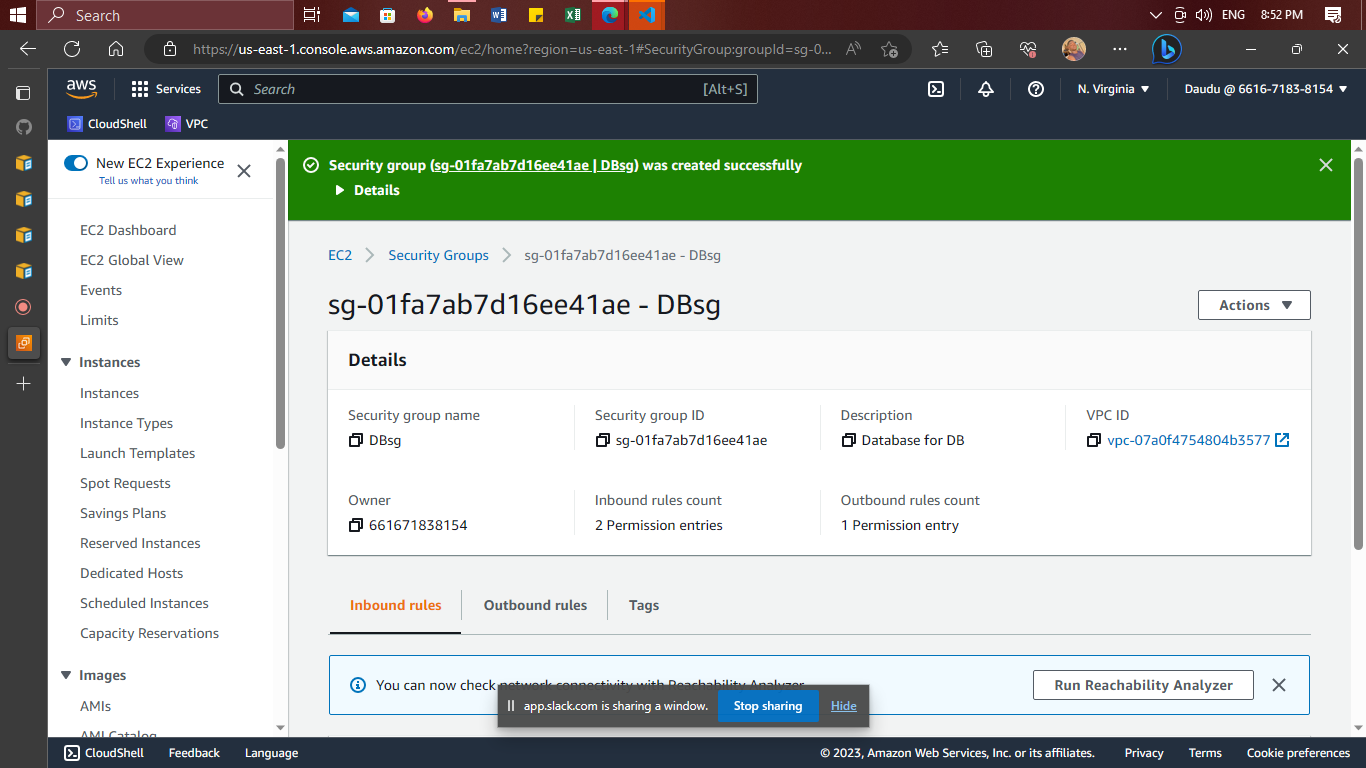 Search
ENG
8:52 PM
https://us-east-1.console.aws.amazon.com/ec2/home?region=us-east-1#SecurityGroup:groupId=sg-0...
aws
Services
Search
[Alt+S]
N. Virginia
Daudu @ 6616-7183-8154
CloudShell
VPC
New EC2 Experience
Tell us what you think
EC2 Dashboard
EC2 Global View
Events
Limits
Instances
Instances
Instance Types
Launch Templates
Spot Requests
Savings Plans
Reserved Instances
Dedicated Hosts
Scheduled Instances
Capacity Reservations
Images
AMIs
AMI Catalog
Security group (sg-01fa7ab7d16ee41ae | DBsg) was created successfully
Details
EC2
Security Groups
sg-01fa7ab7d16ee41ae - DBsg
sg-01fa7ab7d16ee41ae - DBsg
Actions
Details
Security group name
DBsg
Security group ID
sg-01fa7ab7d16ee41ae
Description
Database for DB
VPC ID
vpc-07a0f4754804b3577
Owner
661671838154
Inbound rules count
2 Permission entries
Outbound rules count
1 Permission entry
Inbound rules
Outbound rules
Tags
You can now check network connectivity with Reachability Analyzer
Run Reachability Analyzer
app.slack.com is sharing a window.
Stop sharing
Hide
CloudShell
Feedback
Language
© 2023, Amazon Web Services, Inc. or its affiliates.
Privacy
Terms
Cookie preferences